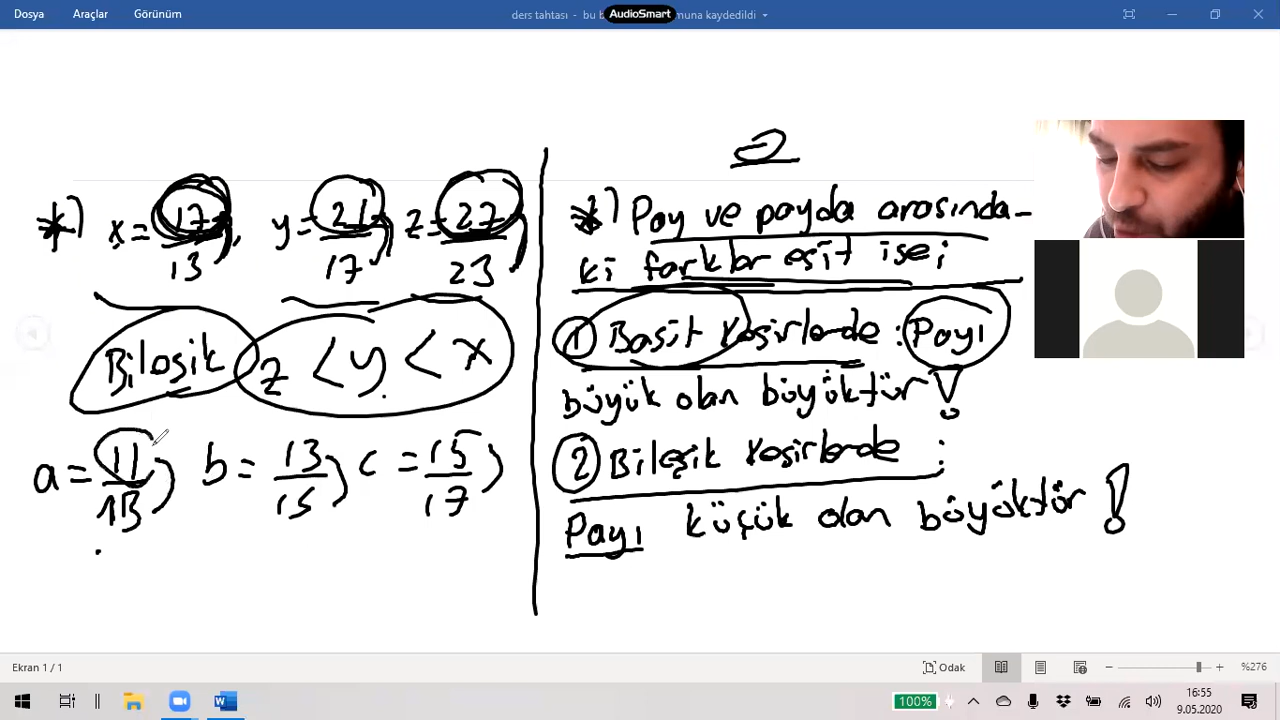 Dosya Araçlar Görünüm
ders tahtası - bu b
AudioSmart
muna kaydedildi
*) x = 17/13, y = 21/17, z = 27/23
Bileşik z < y < x
a = 11/13, b = 13/15, c = 15/17
*) Pay ve payda arasında-
ki farklar eşit ise;
① Basit Kesirlerde : Payı
büyük olan büyüktür!
② Bileşik Kesirlerde :
Payı küçük olan büyüktür!
Ekran 1 / 1
Odak
%276
100%
16:55
9.05.2020